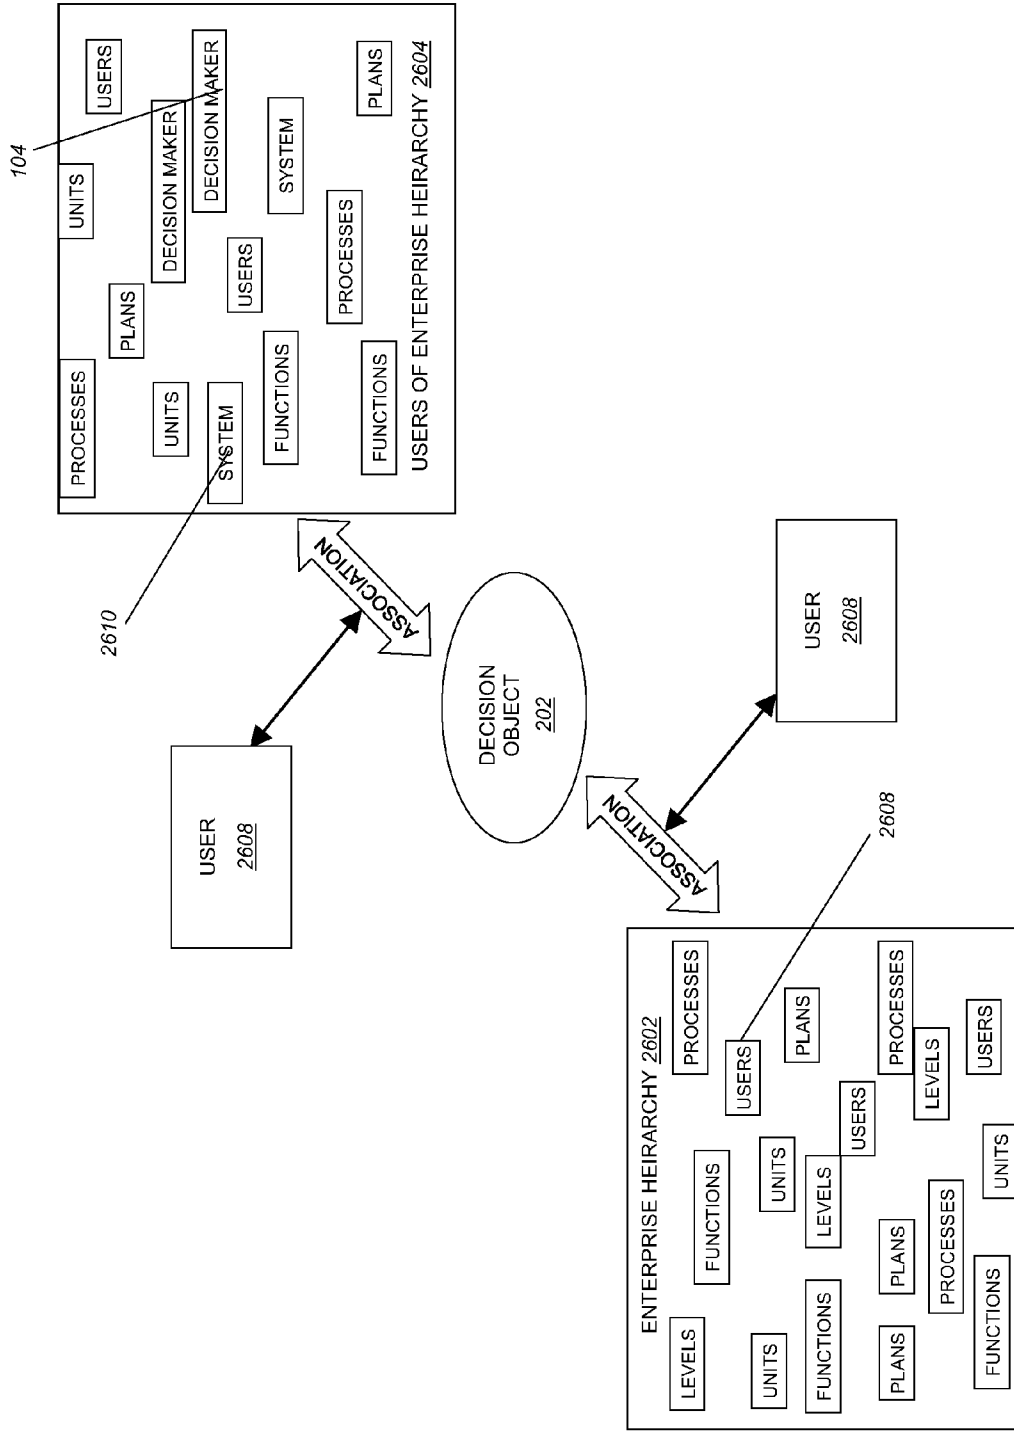 104
PROCESSES
UNITS
USERS
PLANS
UNITS
DECISION MAKER
DECISION MAKER
SYSTEM
USERS
FUNCTIONS
SYSTEM
PROCESSES
FUNCTIONS
PLANS
USERS OF ENTERPRISE HEIRARCHY 2604
2610
USER
2608
ASSOCIATION
DECISION
OBJECT
202
ASSOCIATION
USER
2608
2608
ENTERPRISE HEIRARCHY 2602
LEVELS
PROCESSES
FUNCTIONS
USERS
UNITS
UNITS
PLANS
FUNCTIONS
LEVELS
USERS
PLANS
PLANS
PROCESSES
PROCESSES
LEVELS
FUNCTIONS
UNITS
USERS